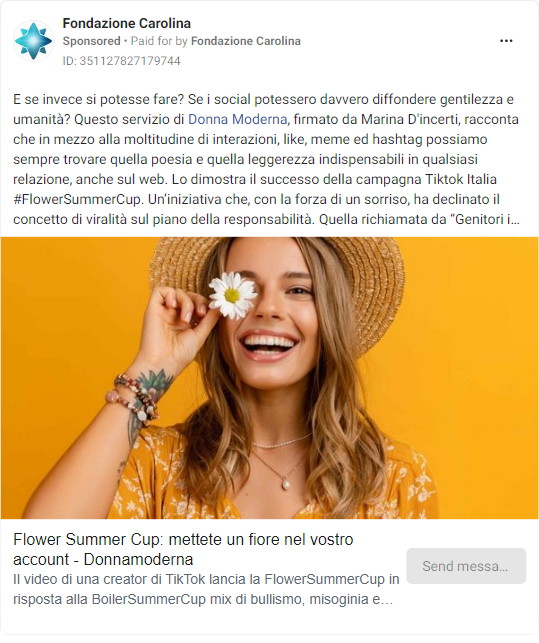 Fondazione Carolina
Sponsored • Paid for by Fondazione Carolina
ID: 351127827179744
E se invece si potesse fare? Se i social potessero davvero diffondere gentilezza e
umanità? Questo servizio di Donna Moderna, firmato da Marina D'incerti, racconta
che in mezzo alla moltitudine di interazioni, like, meme ed hashtag possiamo
sempre trovare quella poesia e quella leggerezza indispensabili in qualsiasi
relazione, anche sul web. Lo dimostra il successo della campagna Tiktok Italia
#FlowerSummerCup. Un'iniziativa che, con la forza di un sorriso, ha declinato il
concetto di viralità sul piano della responsabilità. Quella richiamata da “Genitori i...
Flower Summer Cup: mettete un fiore nel vostro
account - Donnamoderna
Il video di una creator di TikTok lancia la FlowerSummerCup in
risposta alla BoilerSummerCup mix di bullismo, misoginia e...
Send messa...